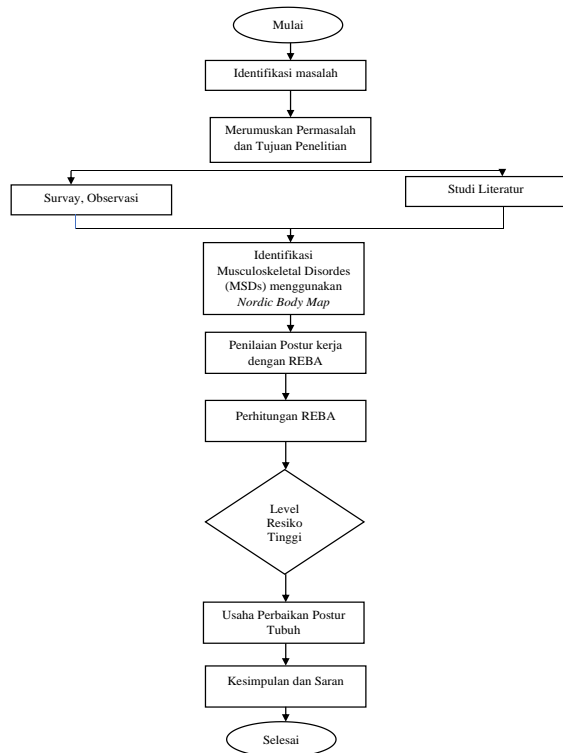 Mulai
Identifikasi masalah
Merumuskan Permasalah
dan Tujuan Penelitian
Survay, Observasi
Studi Literatur
Identifikasi
Musculoskeletal Disordes
(MSDs) menggunakan
Nordic Body Map
Penilaian Postur kerja
dengan REBA
Perhitungan REBA
Level
Resiko
Tinggi
Usaha Perbaikan Postur
Tubuh
Kesimpulan dan Saran
Selesai